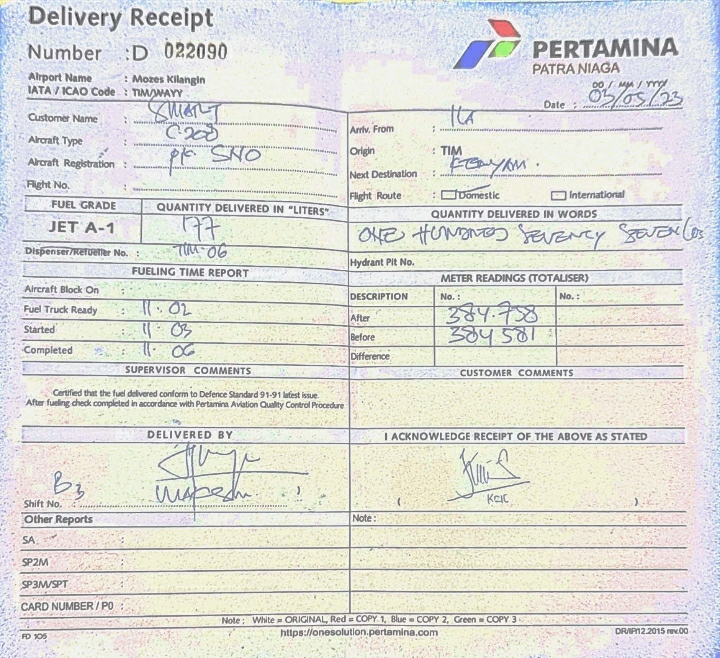 Delivery Receipt
Number : D 022090
PERTAMINA
PATRA NIAGA
Airport Name : Mozes Kilangin
IATA / ICAO Code : TIM/WAYY
DD / MM / YYYY
Date : 03/05/23
Customer Name : SMART
Aircraft Type : C-208
Aircraft Registration : PK SNO
Flight No. :
Arriv. From : ILA
Origin : TIM
Next Destination : KENYAM.
Flight Route : Domestic International
FUEL GRADE QUANTITY DELIVERED IN "LITERS"
JET A-1 177
QUANTITY DELIVERED IN WORDS
ONE HUNDRED SEVENTY SEVEN
Dispenser/Refueller No. : TIM-06
Hydrant Pit No.
FUELING TIME REPORT
Aircraft Block On :
Fuel Truck Ready : 11.02
Started : 11.03
Completed : 11.06
METER READINGS (TOTALISER)
DESCRIPTION No. : No. :
After 384.758
Before 384 581
Difference
SUPERVISOR COMMENTS
Certified that the fuel delivered conform to Defence Standard 91-91 latest issue.
After fueling check completed in accordance with Pertamina Aviation Quality Control Procedure
CUSTOMER COMMENTS
DELIVERED BY
Shift No. B3
I ACKNOWLEDGE RECEIPT OF THE ABOVE AS STATED
( )
Other Reports
SA :
SP2M :
SP3M/SPT :
CARD NUMBER / PO :
Note :
Note : White = ORIGINAL, Red = COPY 1, Blue = COPY 2, Green = COPY 3
FD 105
https://onesolution.pertamina.com
DR/IR12.2015 rev.00